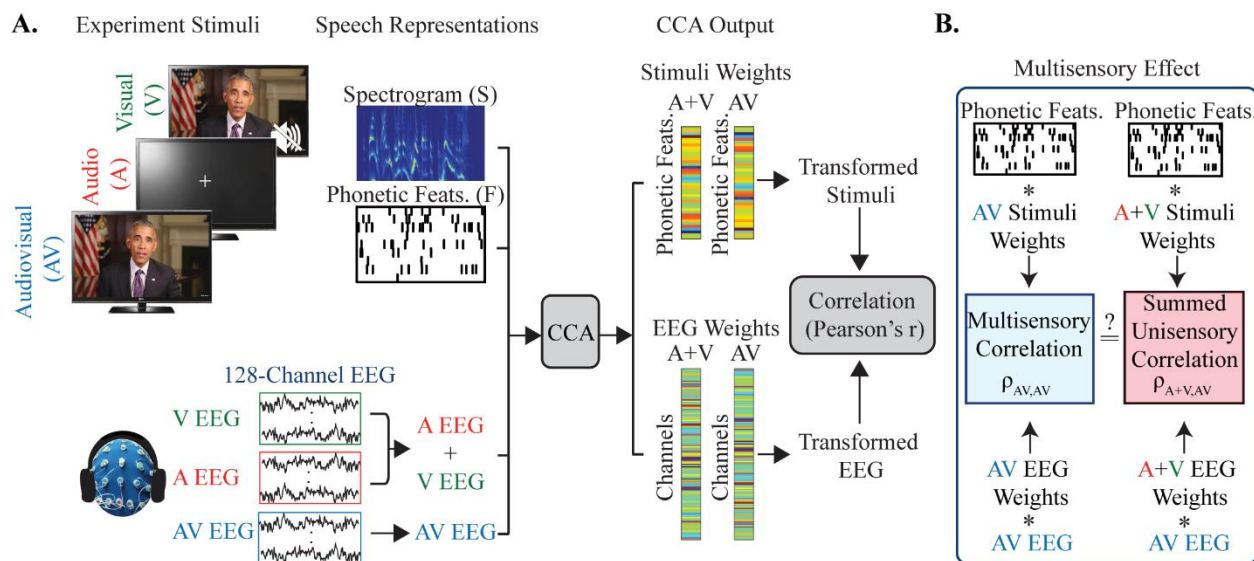 A.
Experiment Stimuli
Speech Representations
CCA Output
B.
Visual
(V)
Audio
(A)
Audiovisual
(AV)
Spectrogram (S)
Phonetic Feats. (F)
128-Channel EEG
V EEG
A EEG
AV EEG
A EEG
+
V EEG
AV EEG
CCA
Stimuli Weights
A+V
AV
Phonetic Feats.
Phonetic Feats.
Transformed
Stimuli
Correlation
(Pearson's r)
EEG Weights
A+V
AV
Channels
Channels
Transformed
EEG
Multisensory Effect
Phonetic Feats.
*
AV Stimuli
Weights
Multisensory
Correlation
ρAV,AV
AV EEG
Weights
*
AV EEG
?
=
Phonetic Feats.
*
A+V Stimuli
Weights
Summed
Unisensory
Correlation
ρA+V,AV
A+V EEG
Weights
*
AV EEG